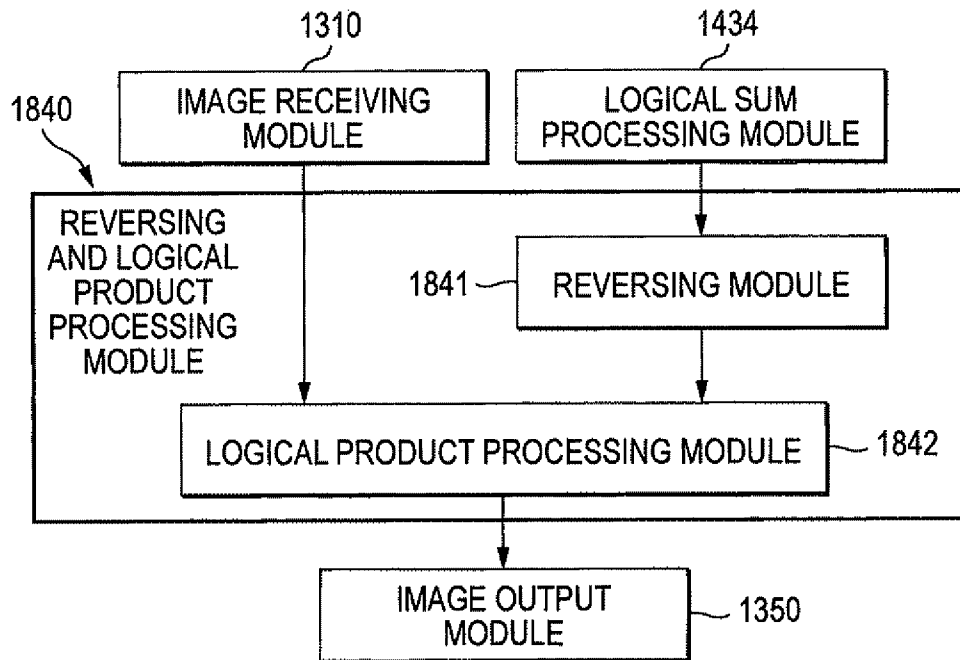 1310
1434
1840
IMAGE RECEIVING
MODULE
LOGICAL SUM
PROCESSING MODULE
REVERSING
AND LOGICAL
PRODUCT
PROCESSING
MODULE
1841
REVERSING MODULE
LOGICAL PRODUCT PROCESSING MODULE
1842
IMAGE OUTPUT
MODULE
1350